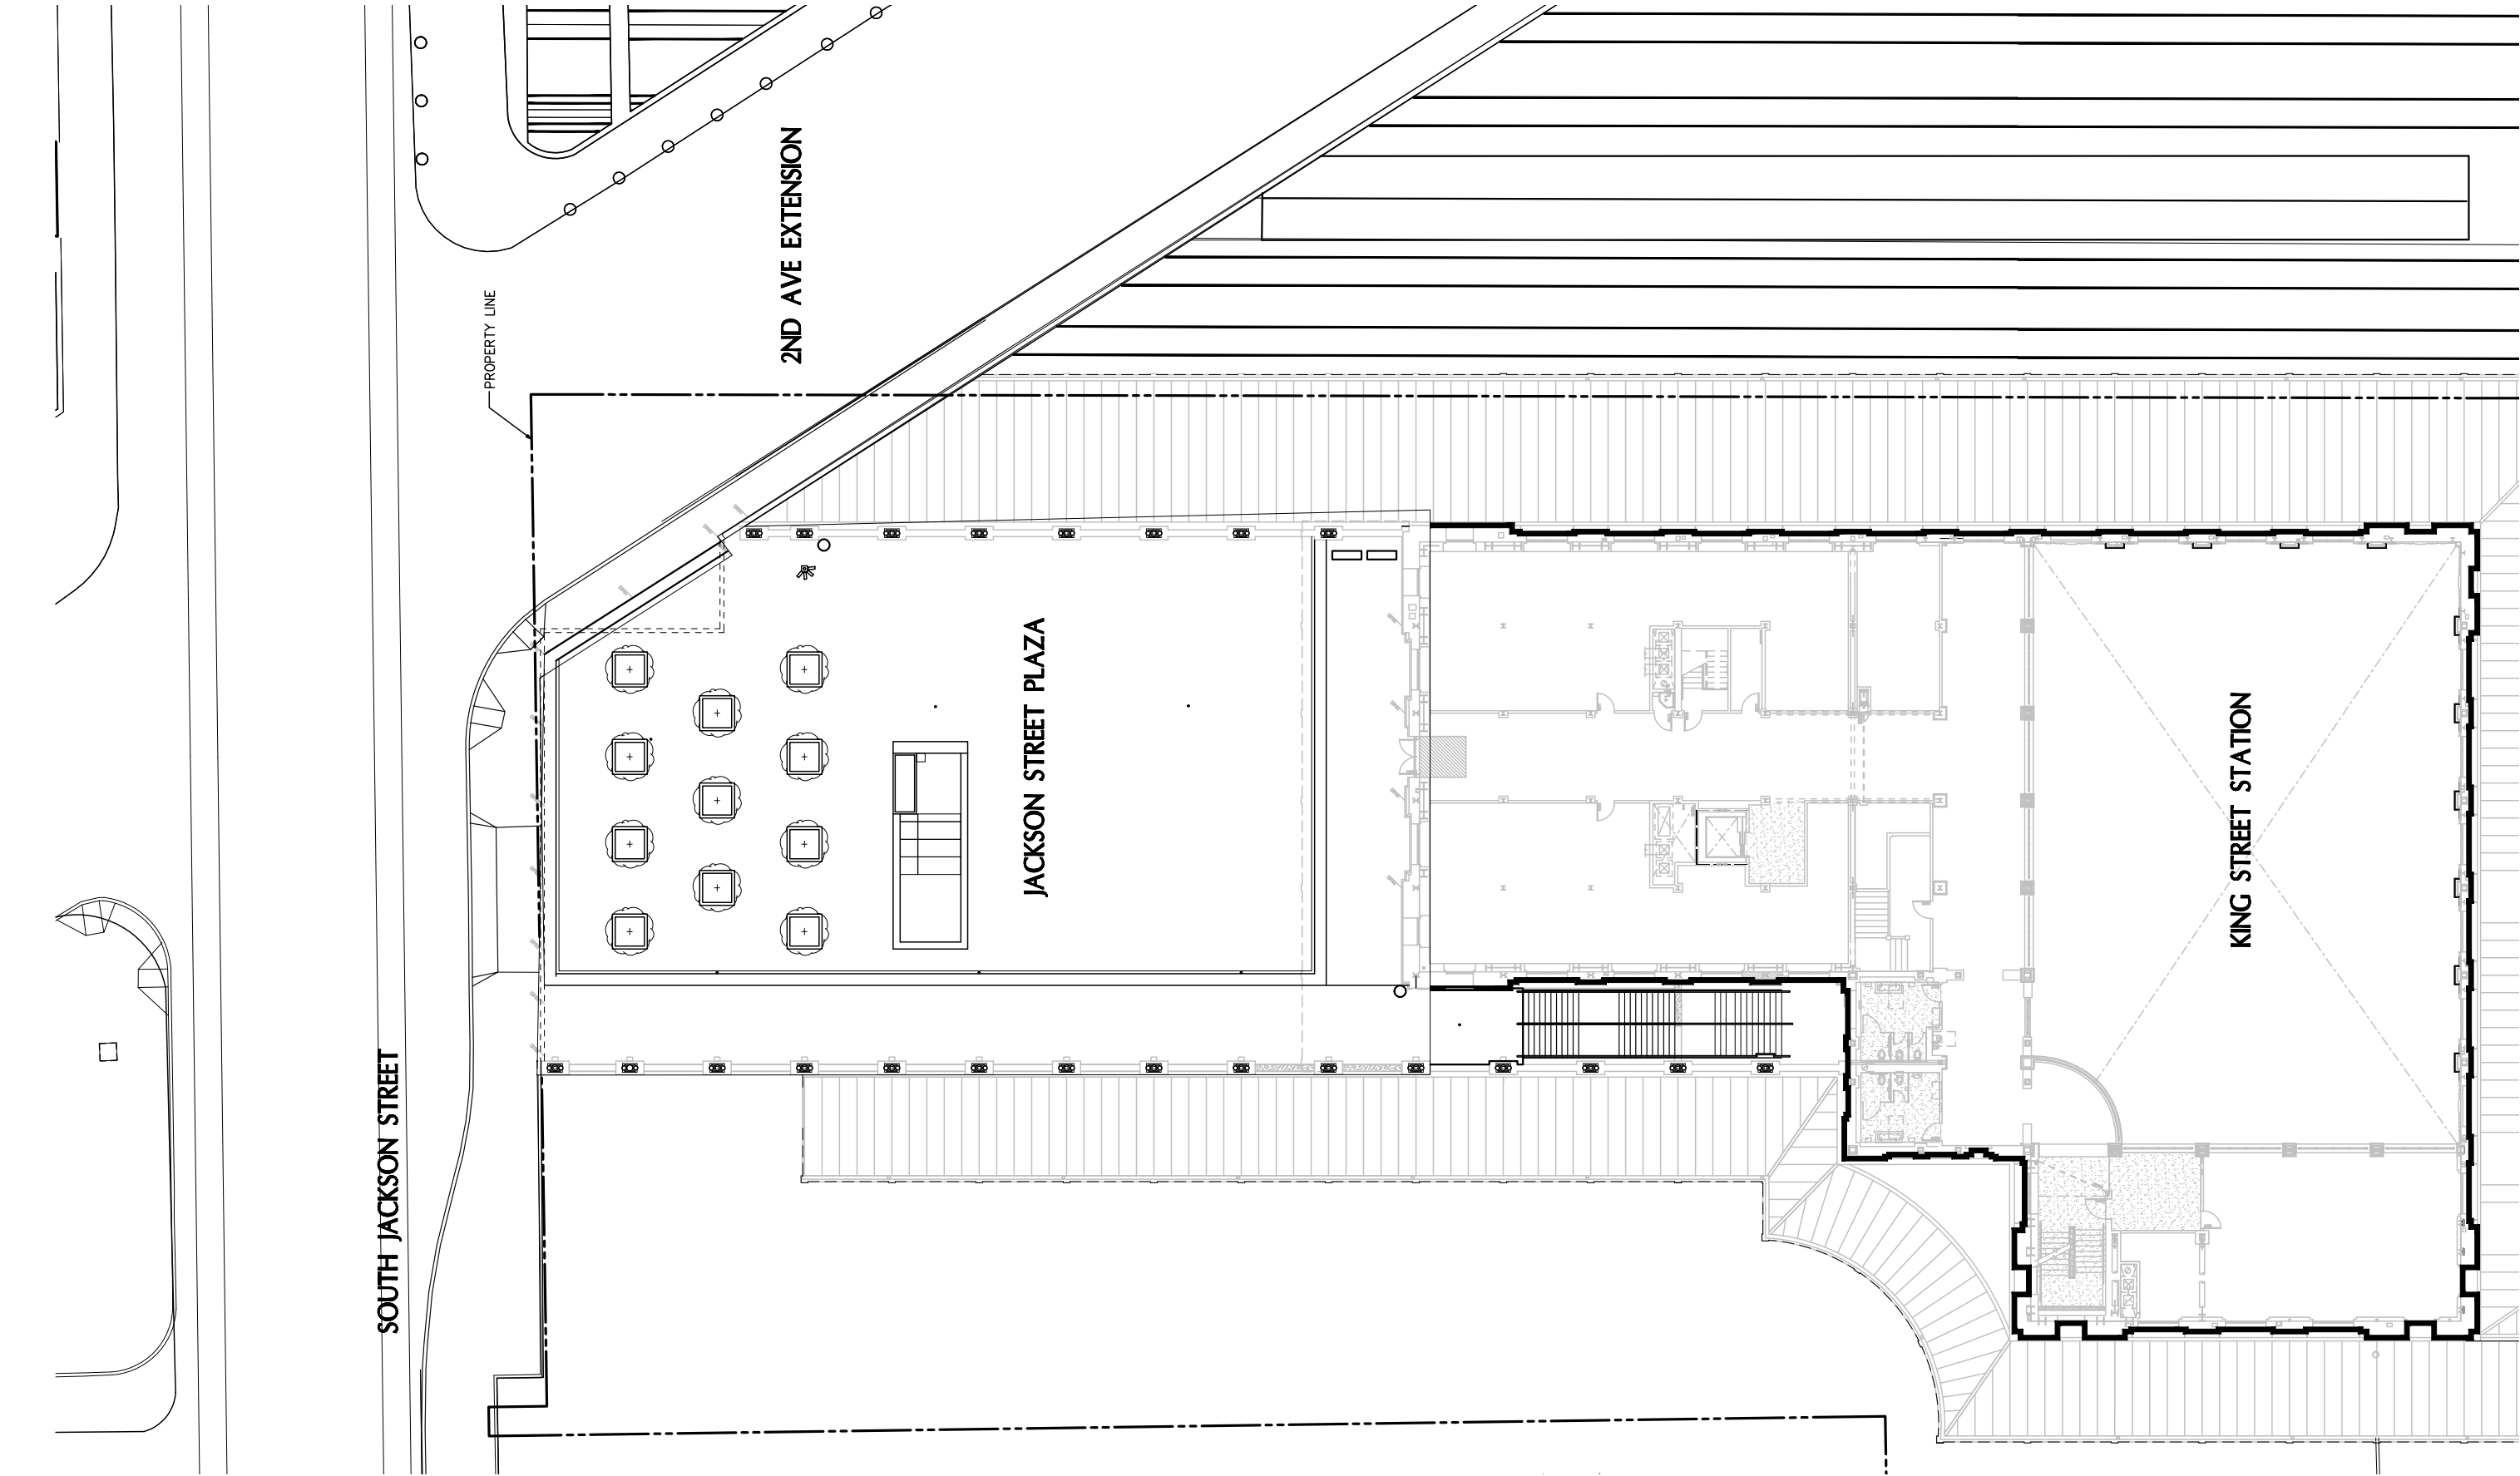 2ND AVE EXTENSION
PROPERTY LINE
JACKSON STREET PLAZA
KING STREET STATION
SOUTH JACKSON STREET